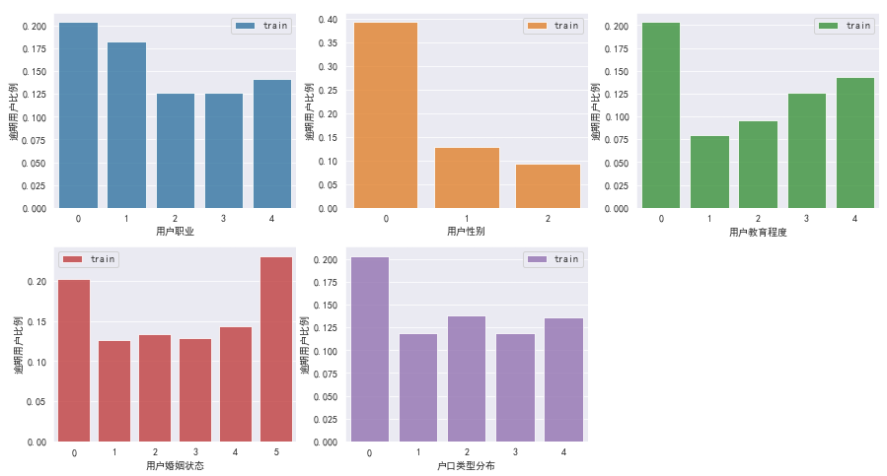 train
逾期用户比例
0.200
0.175
0.150
0.125
0.100
0.075
0.050
0.025
0.000
0 1 2 3 4
用户职业
train
逾期用户比例
0.40
0.35
0.30
0.25
0.20
0.15
0.10
0.05
0.00
0 1 2
用户性别
train
逾期用户比例
0.200
0.175
0.150
0.125
0.100
0.075
0.050
0.025
0.000
0 1 2 3 4
用户教育程度
train
逾期用户比例
0.20
0.15
0.10
0.05
0.00
0 1 2 3 4 5
用户婚姻状态
train
逾期用户比例
0.200
0.175
0.150
0.125
0.100
0.075
0.050
0.025
0.000
0 1 2 3 4
户口类型分布